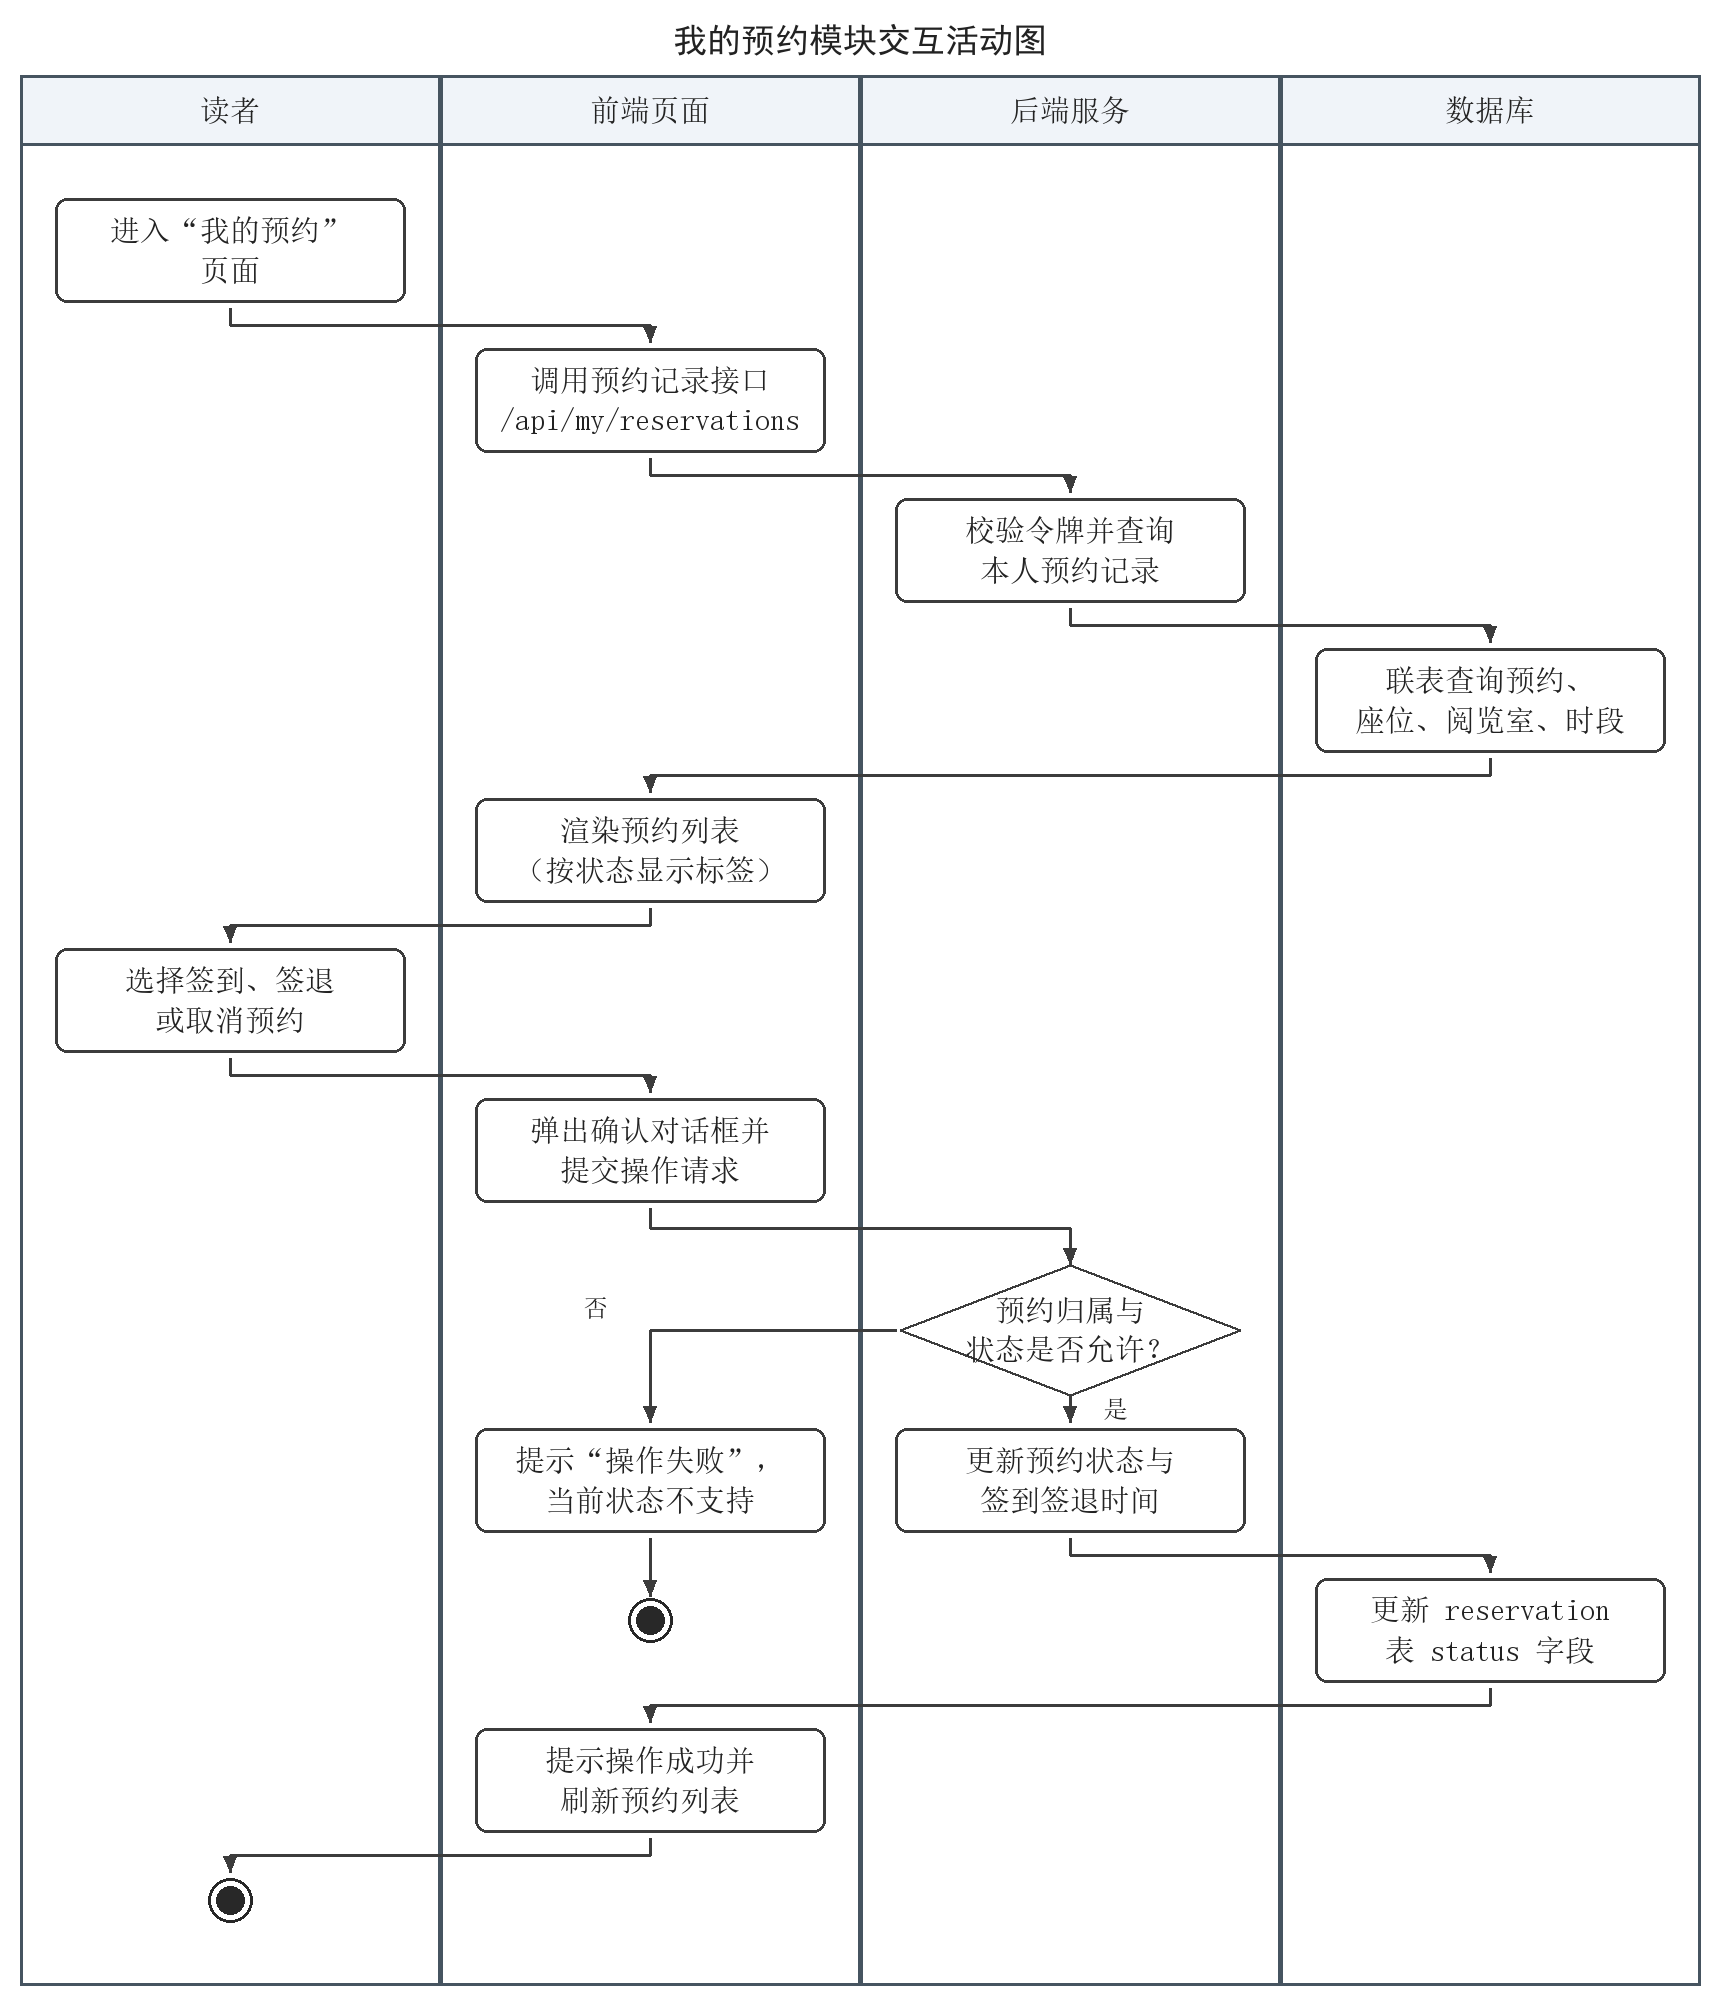 我的预约模块交互活动图
读者
前端页面
后端服务
数据库
进入“我的预约”
页面
调用预约记录接口
/api/my/reservations
校验令牌并查询
本人预约记录
联表查询预约、
座位、阅览室、时段
渲染预约列表
（按状态显示标签）
选择签到、签退
或取消预约
弹出确认对话框并
提交操作请求
否
预约归属与
状态是否允许？
是
提示“操作失败”，
当前状态不支持
更新预约状态与
签到签退时间
更新 reservation
表 status 字段
提示操作成功并
刷新预约列表